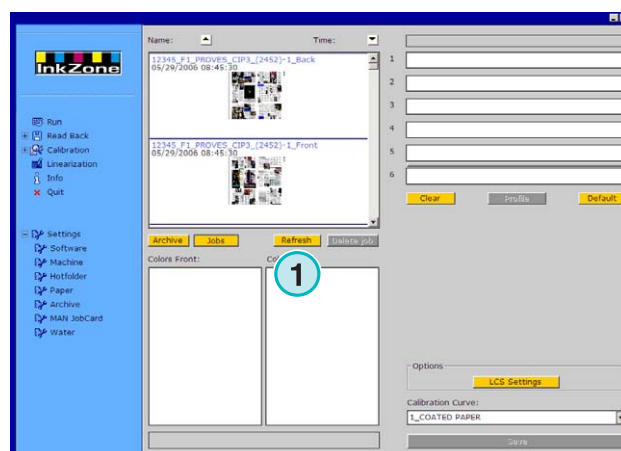 InkZone
Run
Read Back
Calibration
Linearization
Info
Quit
Settings
Software
Machine
Hotfolder
Paper
Archive
MAN JobCard
Water
Name:
Time:
12345_F1_PROVES_CIP3_(2452)-1_Back
05/29/2006 08:45:30
12345_F1_PROVES_CIP3_(2452)-1_Front
05/29/2006 08:45:30
Archive
Jobs
Refresh
Delete job
Colors Front:
1
1
2
3
4
5
6
Clear
Profile
Default
Options
LCS Settings
Calibration Curve:
1_COATED PAPER
Save